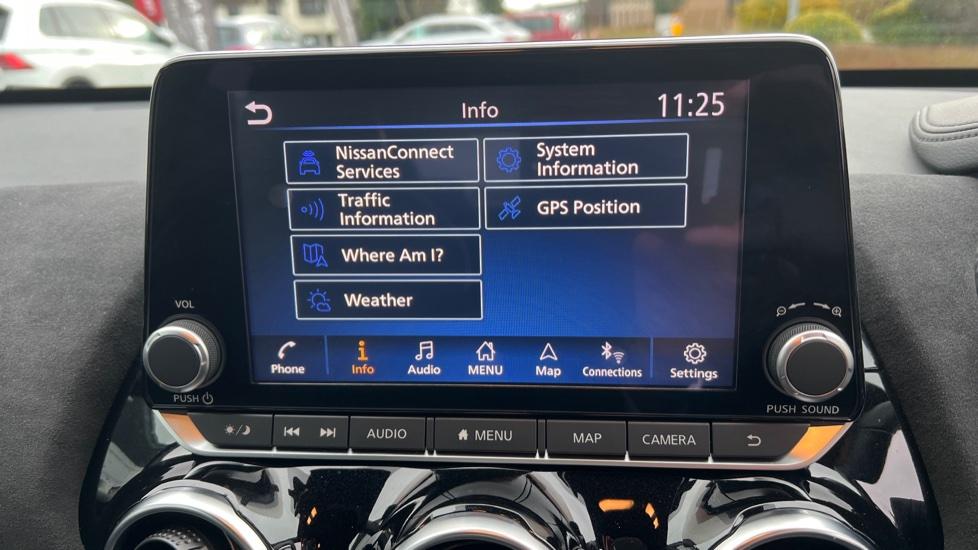 Info
11:25
NissanConnect
Services
System
Information
Traffic
Information
GPS Position
Where Am I?
Weather
Phone
Info
Audio
MENU
Map
Connections
Settings
VOL
PUSH
PUSH SOUND
AUDIO
MENU
MAP
CAMERA